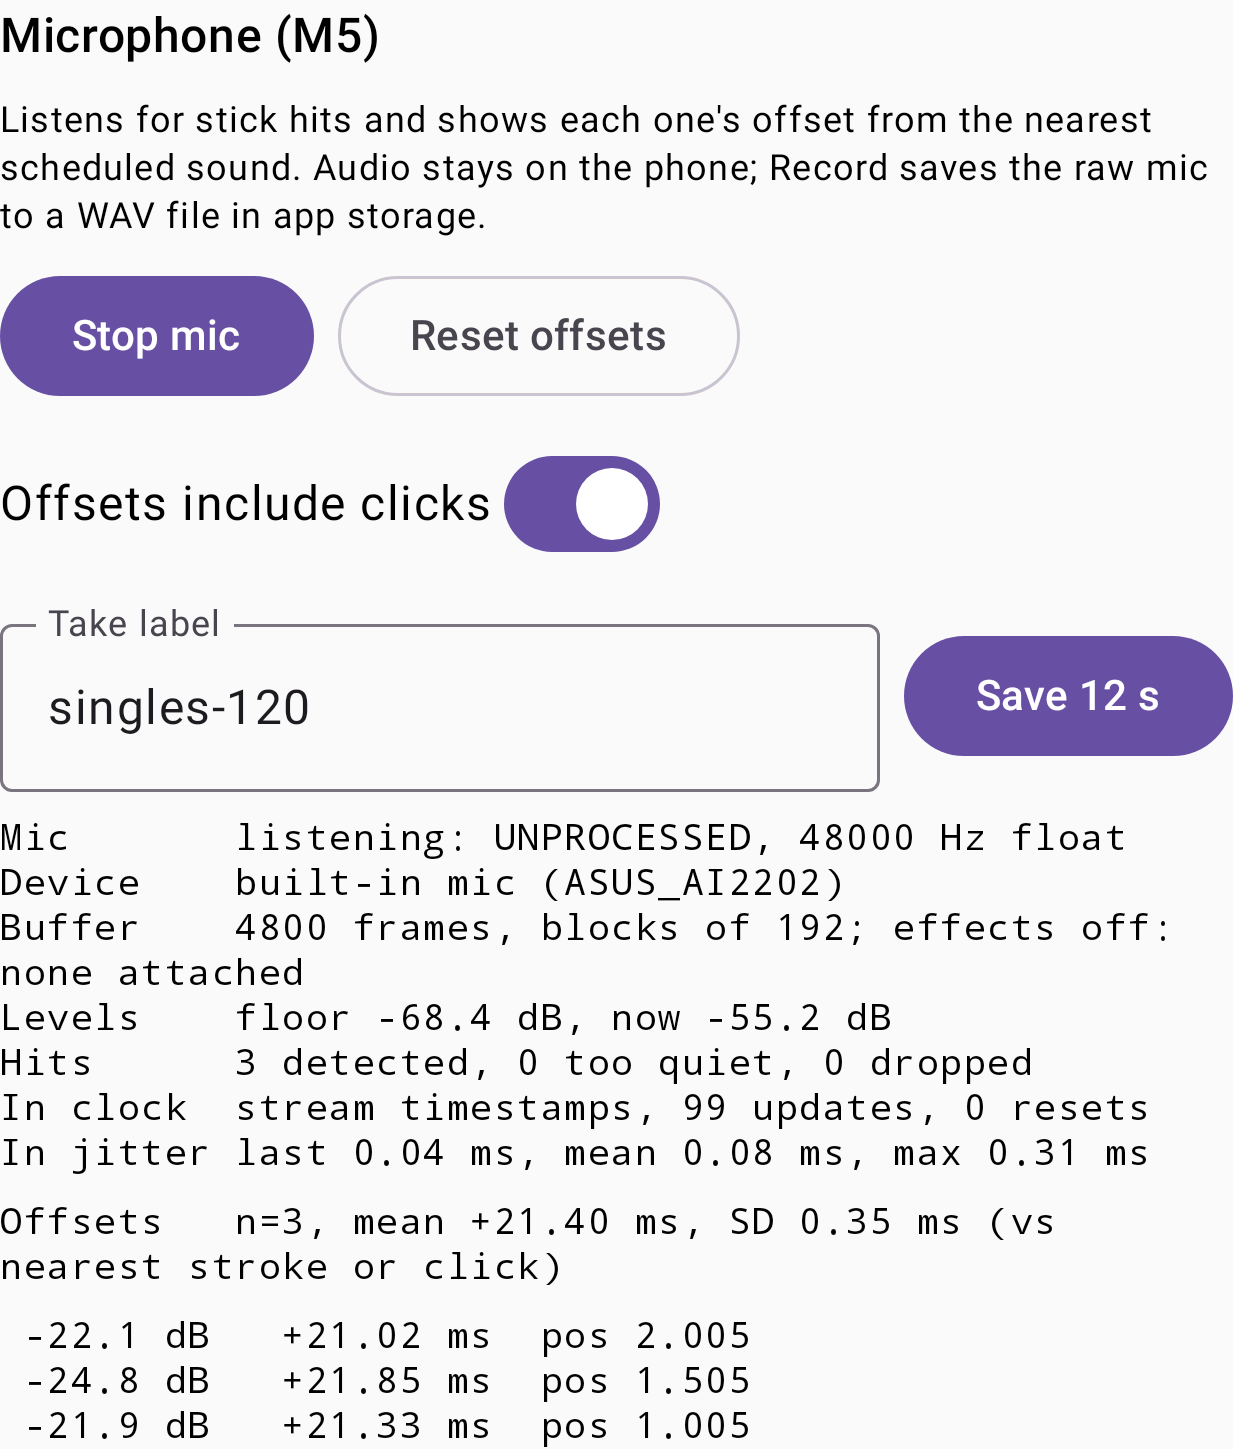 Microphone (M5)
Listens for stick hits and shows each one's offset from the nearest
scheduled sound. Audio stays on the phone; Record saves the raw mic
to a WAV file in app storage.
Stop mic
Reset offsets
Offsets include clicks
Take label
singles-120
Save 12 s
Mic       listening: UNPROCESSED, 48000 Hz float
Device    built-in mic (ASUS_AI2202)
Buffer    4800 frames, blocks of 192; effects off:
none attached
Levels    floor -68.4 dB, now -55.2 dB
Hits      3 detected, 0 too quiet, 0 dropped
In clock  stream timestamps, 99 updates, 0 resets
In jitter last 0.04 ms, mean 0.08 ms, max 0.31 ms
Offsets   n=3, mean +21.40 ms, SD 0.35 ms (vs
nearest stroke or click)
-22.1 dB   +21.02 ms  pos 2.005
-24.8 dB   +21.85 ms  pos 1.505
-21.9 dB   +21.33 ms  pos 1.005